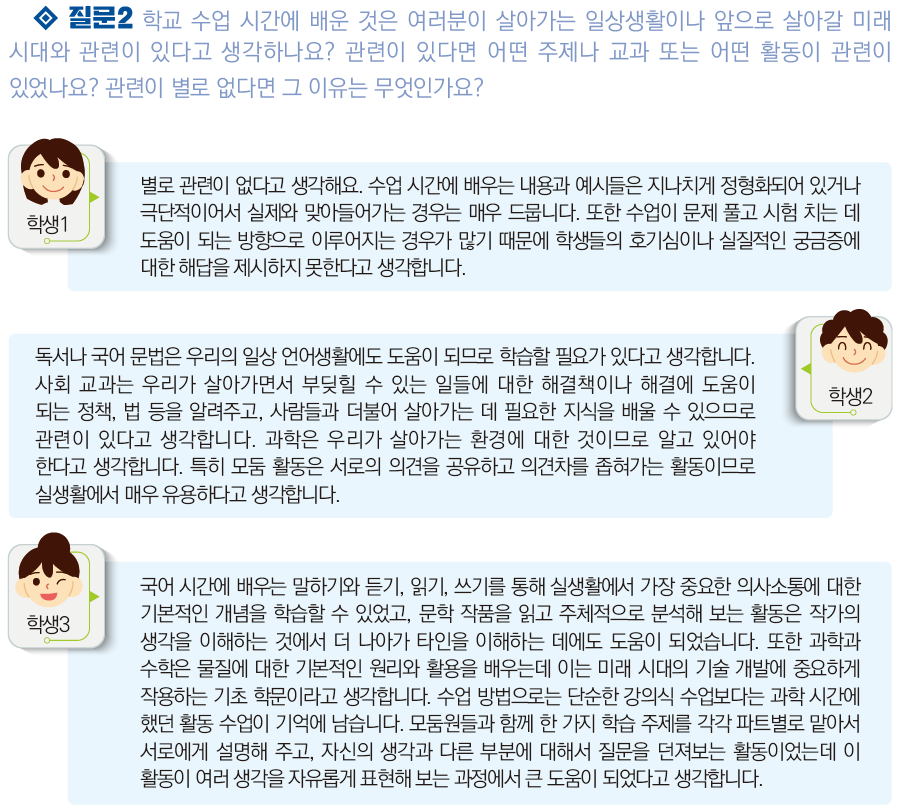 ◈ 질문2 학교 수업 시간에 배운 것은 여러분이 살아가는 일상생활이나 앞으로 살아갈 미래
시대와 관련이 있다고 생각하나요? 관련이 있다면 어떤 주제나 교과 또는 어떤 활동이 관련이
있었나요? 관련이 별로 없다면 그 이유는 무엇인가요?
학생1
별로 관련이 없다고 생각해요. 수업 시간에 배우는 내용과 예시들은 지나치게 정형화되어 있거나
극단적이어서 실제와 맞아들어가는 경우는 매우 드뭅니다. 또한 수업이 문제 풀고 시험 치는 데
도움이 되는 방향으로 이루어지는 경우가 많기 때문에 학생들의 호기심이나 실질적인 궁금증에
대한 해답을 제시하지 못한다고 생각합니다.
독서나 국어 문법은 우리의 일상 언어생활에도 도움이 되므로 학습할 필요가 있다고 생각합니다.
사회 교과는 우리가 살아가면서 부딪힐 수 있는 일들에 대한 해결책이나 해결에 도움이
되는 정책, 법 등을 알려주고, 사람들과 더불어 살아가는 데 필요한 지식을 배울 수 있으므로
관련이 있다고 생각합니다. 과학은 우리가 살아가는 환경에 대한 것이므로 알고 있어야
한다고 생각합니다. 특히 모둠 활동은 서로의 의견을 공유하고 의견차를 좁혀가는 활동이므로
실생활에서 매우 유용하다고 생각합니다.
학생2
학생3
국어 시간에 배우는 말하기와 듣기, 읽기, 쓰기를 통해 실생활에서 가장 중요한 의사소통에 대한
기본적인 개념을 학습할 수 있었고, 문학 작품을 읽고 주체적으로 분석해 보는 활동은 작가의
생각을 이해하는 것에서 더 나아가 타인을 이해하는 데에도 도움이 되었습니다. 또한 과학과
수학은 물질에 대한 기본적인 원리와 활용을 배우는데 이는 미래 시대의 기술 개발에 중요하게
작용하는 기초 학문이라고 생각합니다. 수업 방법으로는 단순한 강의식 수업보다는 과학 시간에
했던 활동 수업이 기억에 남습니다. 모둠원들과 함께 한 가지 학습 주제를 각각 파트별로 맡아서
서로에게 설명해 주고, 자신의 생각과 다른 부분에 대해서 질문을 던져보는 활동이었는데 이
활동이 여러 생각을 자유롭게 표현해 보는 과정에서 큰 도움이 되었다고 생각합니다.